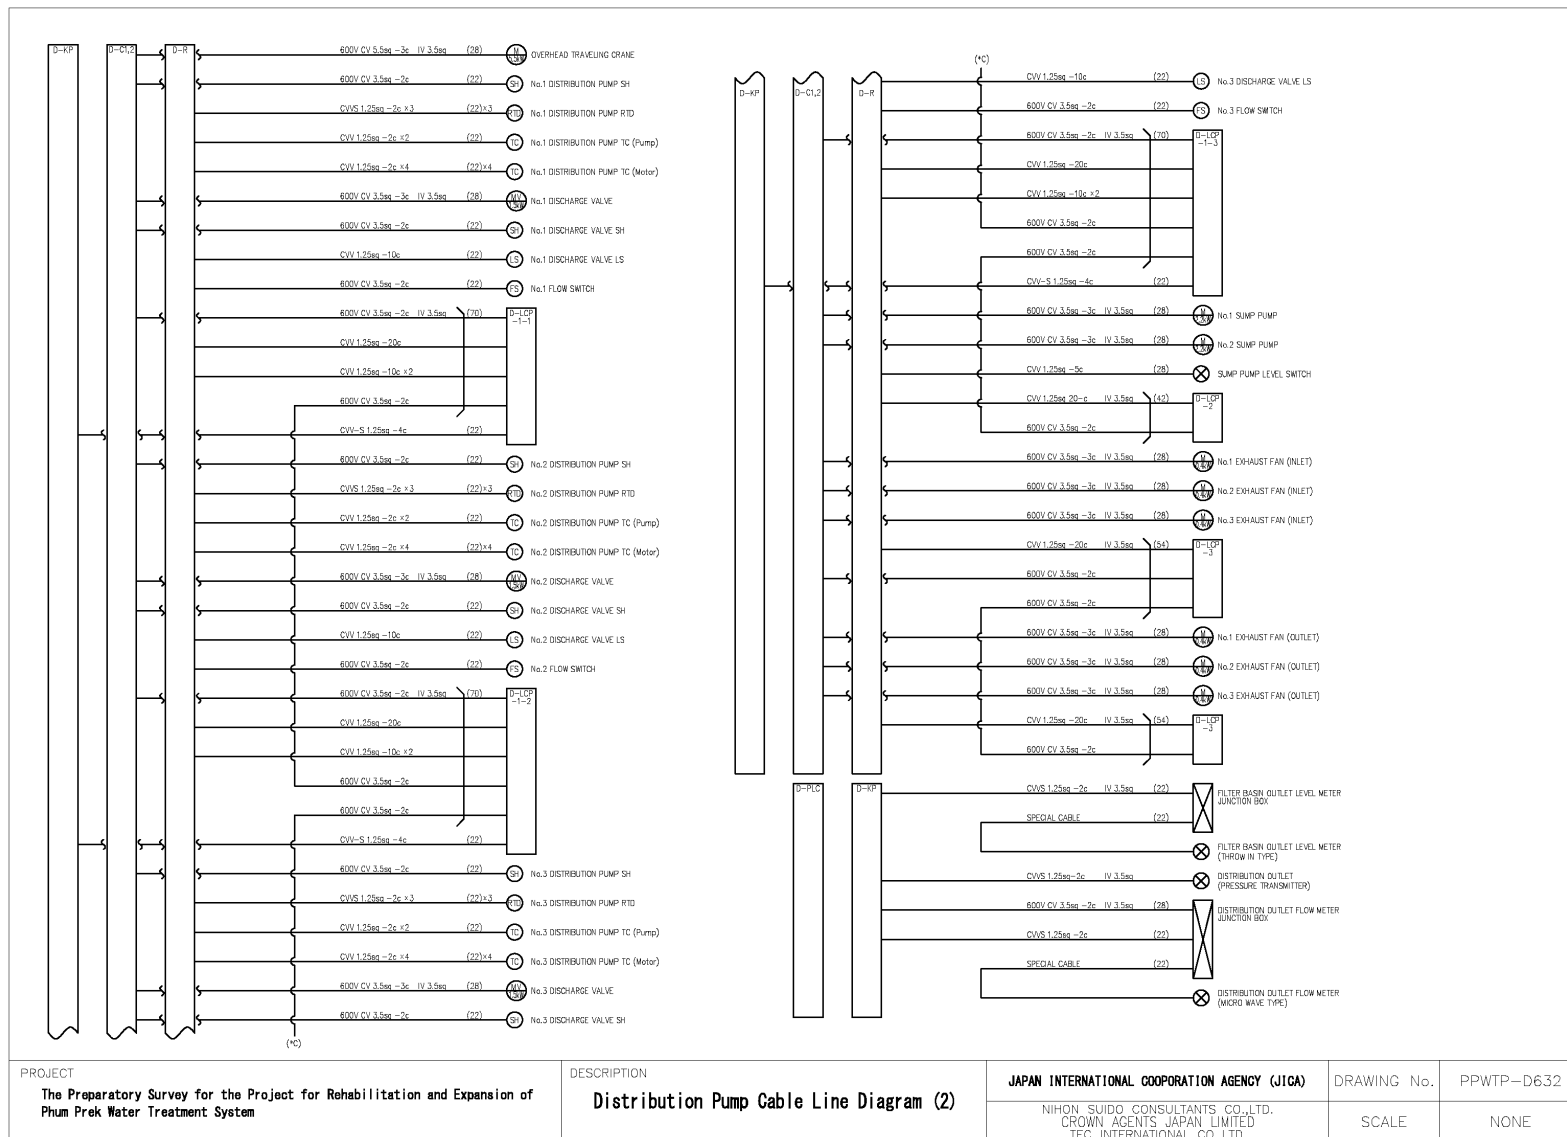 D-KP
D-C1,2
D-R
600V CV 5.5sq -3c IV 3.5sq (28) M 5.5kW OVERHEAD TRAVELING CRANE
600V CV 3.5sq -2c (22) SH No.1 DISTRIBUTION PUMP SH
CVVS 1.25sq -2c ×3 (22)×3 RTD No.1 DISTRIBUTION PUMP RTD
CVV 1.25sq -2c ×2 (22) TC No.1 DISTRIBUTION PUMP TC (Pump)
CVV 1.25sq -2c ×4 (22)×4 TC No.1 DISTRIBUTION PUMP TC (Motor)
600V CV 3.5sq -3c IV 3.5sq (28) MV No.1 DISCHARGE VALVE
600V CV 3.5sq -2c (22) SH No.1 DISCHARGE VALVE SH
CVV 1.25sq -10c (22) LS No.1 DISCHARGE VALVE LS
600V CV 3.5sq -2c (22) FS No.1 FLOW SWITCH
600V CV 3.5sq -2c IV 3.5sq (70) D-LCP
-1-1
CVV 1.25sq -20c
CVV 1.25sq -10c ×2
600V CV 3.5sq -2c
CVV-S 1.25sq -4c (22)
600V CV 3.5sq -2c (22) SH No.2 DISTRIBUTION PUMP SH
CVVS 1.25sq -2c ×3 (22)×3 RTD No.2 DISTRIBUTION PUMP RTD
CVV 1.25sq -2c ×2 (22) TC No.2 DISTRIBUTION PUMP TC (Pump)
CVV 1.25sq -2c ×4 (22)×4 TC No.2 DISTRIBUTION PUMP TC (Motor)
600V CV 3.5sq -3c IV 3.5sq (28) MV No.2 DISCHARGE VALVE
600V CV 3.5sq -2c (22) SH No.2 DISCHARGE VALVE SH
CVV 1.25sq -10c (22) LS No.2 DISCHARGE VALVE LS
600V CV 3.5sq -2c (22) FS No.2 FLOW SWITCH
600V CV 3.5sq -2c IV 3.5sq (70) D-LCP
-1-2
CVV 1.25sq -20c
CVV 1.25sq -10c ×2
600V CV 3.5sq -2c
600V CV 3.5sq -2c
CVV-S 1.25sq -4c (22)
600V CV 3.5sq -2c (22) SH No.3 DISTRIBUTION PUMP SH
CVVS 1.25sq -2c ×3 (22)×3 RTD No.3 DISTRIBUTION PUMP RTD
CVV 1.25sq -2c ×2 (22) TC No.3 DISTRIBUTION PUMP TC (Pump)
CVV 1.25sq -2c ×4 (22)×4 TC No.3 DISTRIBUTION PUMP TC (Motor)
600V CV 3.5sq -3c IV 3.5sq (28) MV No.3 DISCHARGE VALVE
600V CV 3.5sq -2c (22) SH No.3 DISCHARGE VALVE SH
(*C)
(*C)
D-KP
D-C1,2
D-R
CVV 1.25sq -10c (22) LS No.3 DISCHARGE VALVE LS
600V CV 3.5sq -2c (22) FS No.3 FLOW SWITCH
600V CV 3.5sq -2c IV 3.5sq (70) D-LCP
-1-3
CVV 1.25sq -20c
CVV 1.25sq -10c ×2
600V CV 3.5sq -2c
600V CV 3.5sq -2c
CVV-S 1.25sq -4c (22)
600V CV 3.5sq -3c IV 3.5sq (28) M No.1 SUMP PUMP
600V CV 3.5sq -3c IV 3.5sq (28) M No.2 SUMP PUMP
CVV 1.25sq -5c (28) SUMP PUMP LEVEL SWITCH
CVV 1.25sq 20-c IV 3.5sq (42) D-LCP
-2
600V CV 3.5sq -2c
600V CV 3.5sq -3c IV 3.5sq (28) M 0.4kW No.1 EXHAUST FAN (INLET)
600V CV 3.5sq -3c IV 3.5sq (28) M 0.4kW No.2 EXHAUST FAN (INLET)
600V CV 3.5sq -3c IV 3.5sq (28) M 0.4kW No.3 EXHAUST FAN (INLET)
CVV 1.25sq -20c IV 3.5sq (54) D-LCP
-3
600V CV 3.5sq -2c
600V CV 3.5sq -2c
600V CV 3.5sq -3c IV 3.5sq (28) M 0.4kW No.1 EXHAUST FAN (OUTLET)
600V CV 3.5sq -3c IV 3.5sq (28) M 0.4kW No.2 EXHAUST FAN (OUTLET)
600V CV 3.5sq -3c IV 3.5sq (28) M 0.4kW No.3 EXHAUST FAN (OUTLET)
CVV 1.25sq -20c IV 3.5sq (54) D-LCP
-3
600V CV 3.5sq -2c
D-PLC
D-KP
CVVS 1.25sq -2c IV 3.5sq (22) FILTER BASIN OUTLET LEVEL METER
JUNCTION BOX
SPECIAL CABLE (22)
FILTER BASIN OUTLET LEVEL METER
(THROW IN TYPE)
CVVS 1.25sq-2c IV 3.5sq DISTRIBUTION OUTLET
(PRESSURE TRANSMITTER)
600V CV 3.5sq -2c IV 3.5sq (28) DISTRIBUTION OUTLET FLOW METER
JUNCTION BOX
CVVS 1.25sq -2c (22)
SPECIAL CABLE (22)
DISTRIBUTION OUTLET FLOW METER
(MICRO WAVE TYPE)
PROJECT
The Preparatory Survey for the Project for Rehabilitation and Expansion of
Phum Prek Water Treatment System
DESCRIPTION
Distribution Pump Cable Line Diagram (2)
JAPAN INTERNATIONAL COOPORATION AGENCY (JICA)
NIHON SUIDO CONSULTANTS CO.,LTD.
CROWN AGENTS JAPAN LIMITED
TEC INTERNATIONAL CO.,LTD.
DRAWING No. PPWTP-D632
SCALE NONE